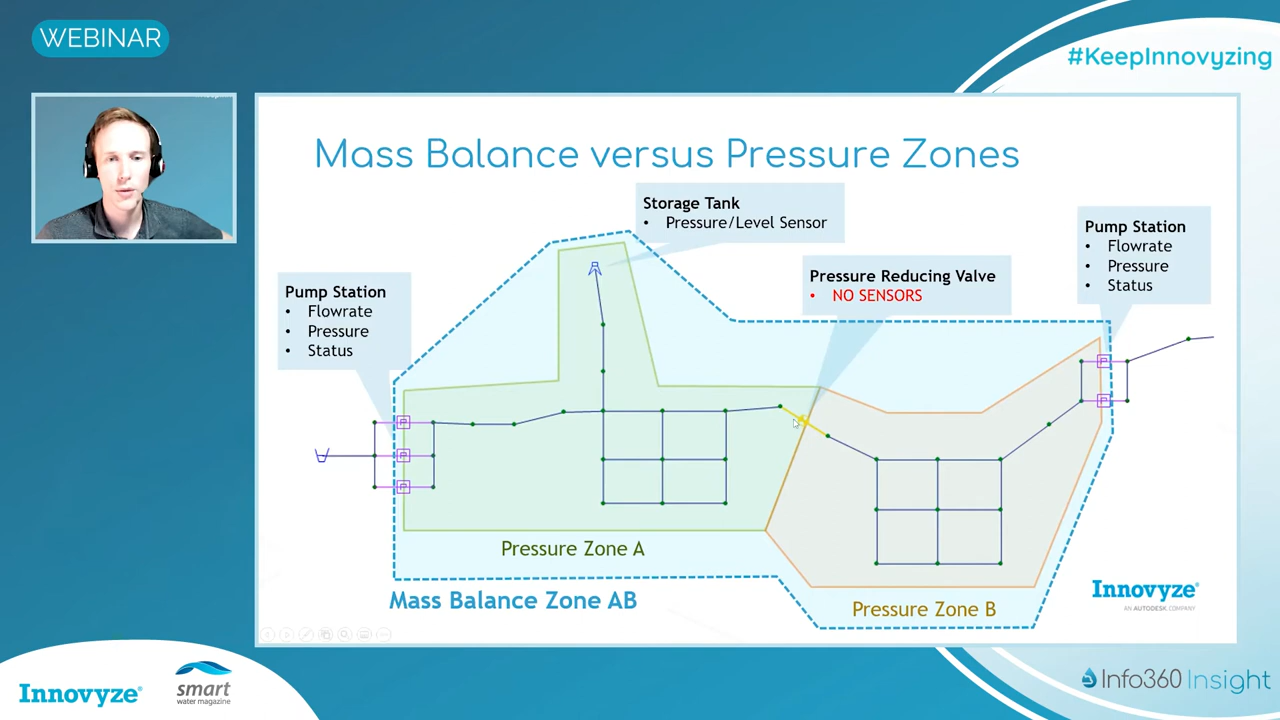 WEBINAR
#KeepInnovyzing
Mass Balance versus Pressure Zones
Storage Tank
• Pressure/Level Sensor
Pump Station
• Flowrate
• Pressure
• Status
Pressure Reducing Valve
• NO SENSORS
Pump Station
• Flowrate
• Pressure
• Status
P
P
P
P
P
Pressure Zone A
Mass Balance Zone AB
Pressure Zone B
Innovyze®
AN AUTODESK COMPANY
Innovyze®
smart
water magazine
Info360 Insight